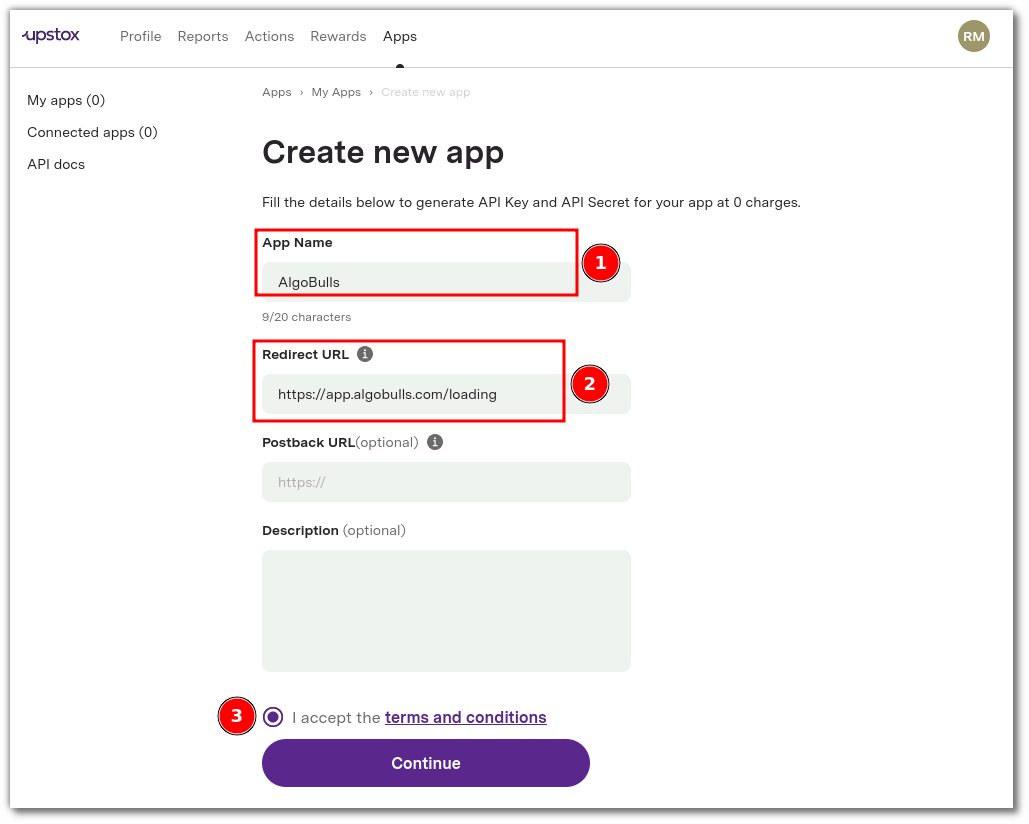 upstox Profile Reports Actions Rewards Apps RM
My apps (0)
Connected apps (0)
API docs
Apps › My Apps › Create new app
Create new app
Fill the details below to generate API Key and API Secret for your app at 0 charges.
App Name
1
AlgoBulls
9/20 characters
Redirect URL i
2
https://app.algobulls.com/loading
Postback URL(optional) i
https://
Description (optional)
3 I accept the terms and conditions
Continue